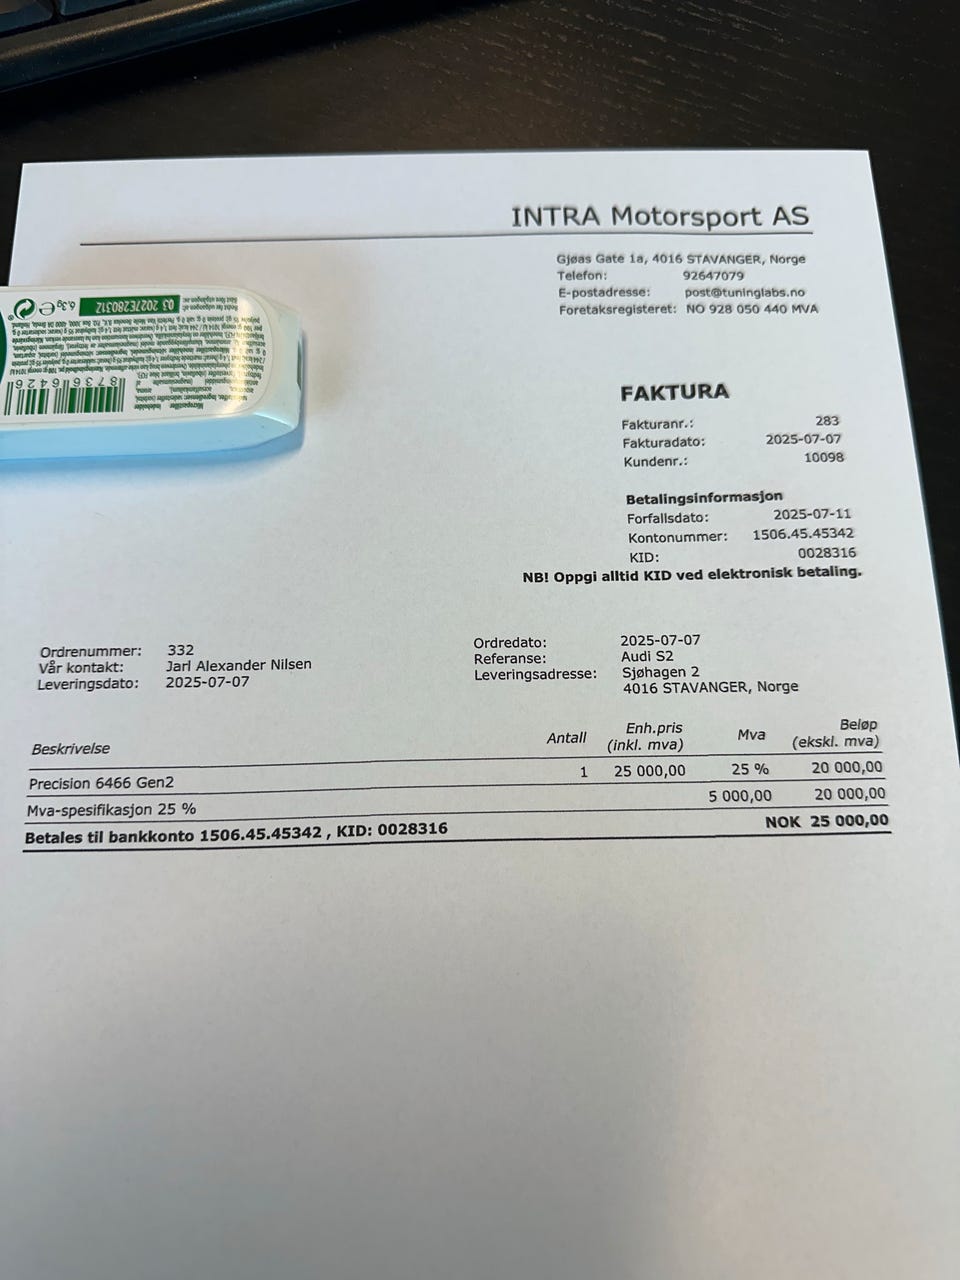 INTRA Motorsport AS
Gjøas Gate 1a, 4016 STAVANGER, Norge
Telefon: 92647079
E-postadresse: post@tuninglabs.no
Foretaksregisteret: NO 928 050 440 MVA
03 2027E280312
6,3g e
8736 6426
FAKTURA
Fakturanr.: 283
Fakturadato: 2025-07-07
Kundenr.: 10098
Betalingsinformasjon
Forfallsdato: 2025-07-11
Kontonummer: 1506.45.45342
KID: 0028316
NB! Oppgi alltid KID ved elektronisk betaling.
Ordrenummer: 332
Vår kontakt: Jarl Alexander Nilsen
Leveringsdato: 2025-07-07
Ordredato: 2025-07-07
Referanse: Audi S2
Leveringsadresse: Sjøhagen 2
4016 STAVANGER, Norge
Beskrivelse Antall Enh.pris (inkl. mva) Mva Beløp (ekskl. mva)
Precision 6466 Gen2 1 25 000,00 25 % 20 000,00
Mva-spesifikasjon 25 % 5 000,00 20 000,00
Betales til bankkonto 1506.45.45342 , KID: 0028316 NOK 25 000,00